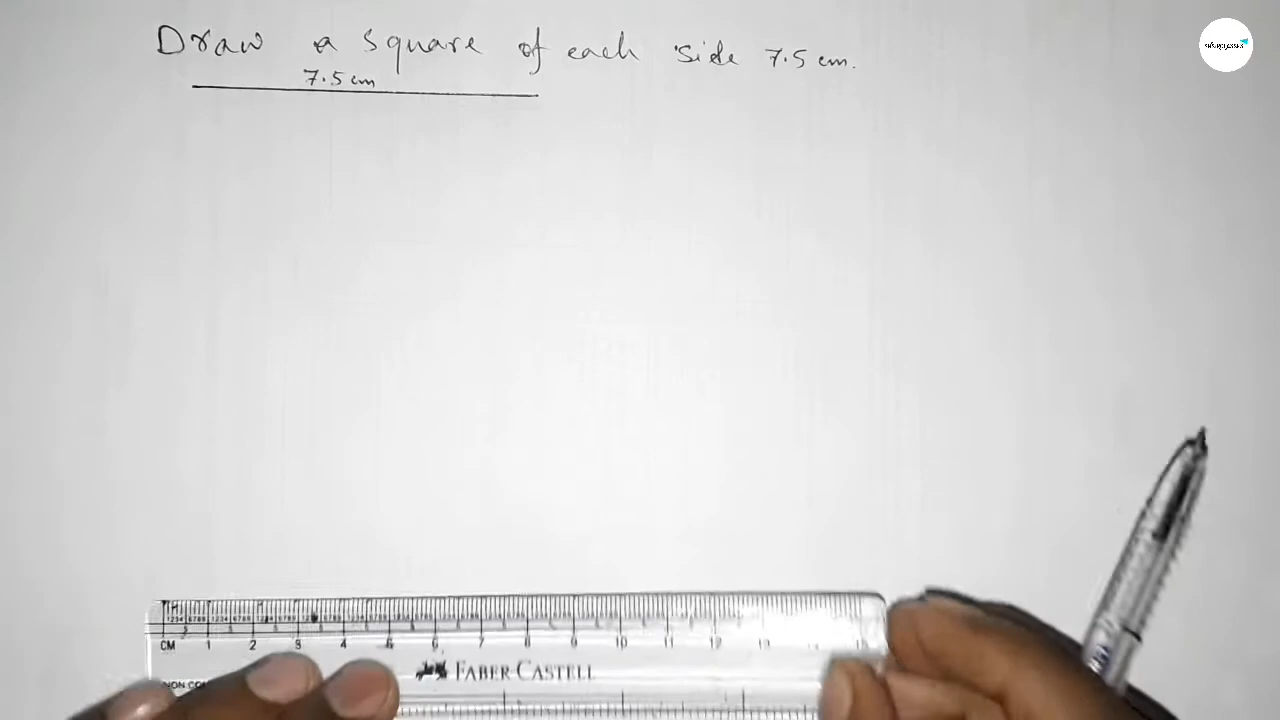 Draw a square of each side 7.5 cm.
7.5 cm
CM 1 2 3 4 5 6 7 8 9 10 11 12 13 14 15
FABER-CASTELL